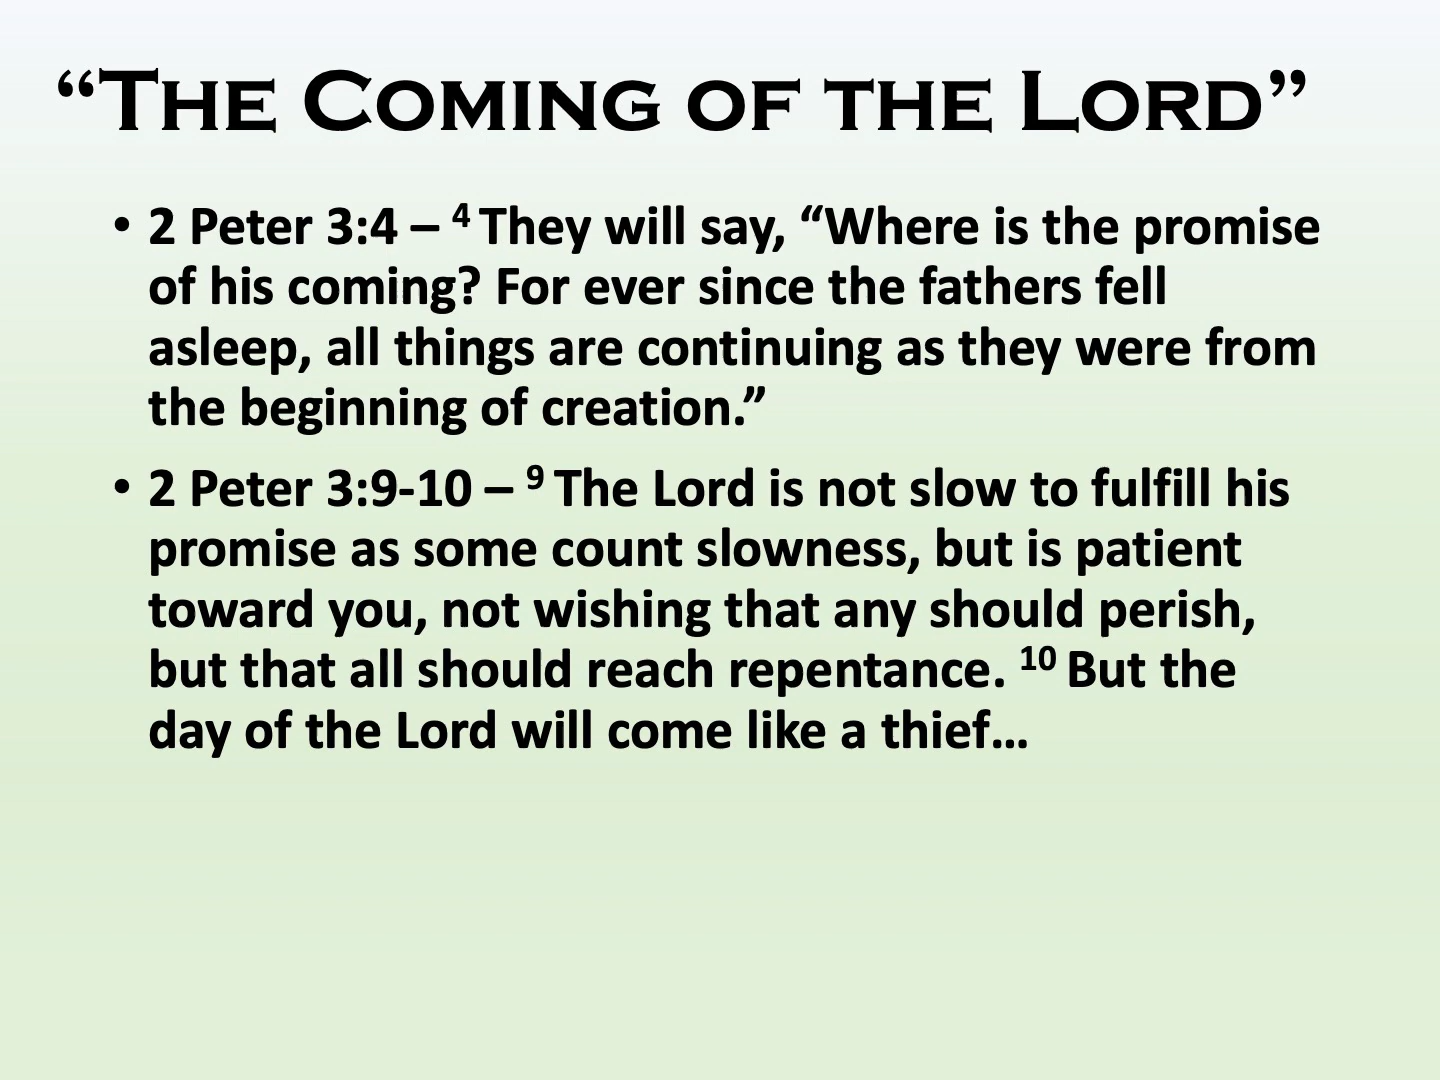 “The Coming of the Lord”
• 2 Peter 3:4 – 4 They will say, “Where is the promise
of his coming? For ever since the fathers fell
asleep, all things are continuing as they were from
the beginning of creation.”
• 2 Peter 3:9-10 – 9 The Lord is not slow to fulfill his
promise as some count slowness, but is patient
toward you, not wishing that any should perish,
but that all should reach repentance. 10 But the
day of the Lord will come like a thief…